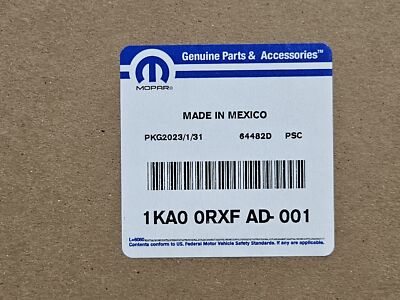 Genuine Parts & Accessories™
MOPAR®
MADE IN MEXICO
PKG2023/1/31 64482D PSC
1KA0 0RXF AD-001
L=6080
Contents conform to US. Federal Motor Vehicle Safety Standards. If any are applicable.